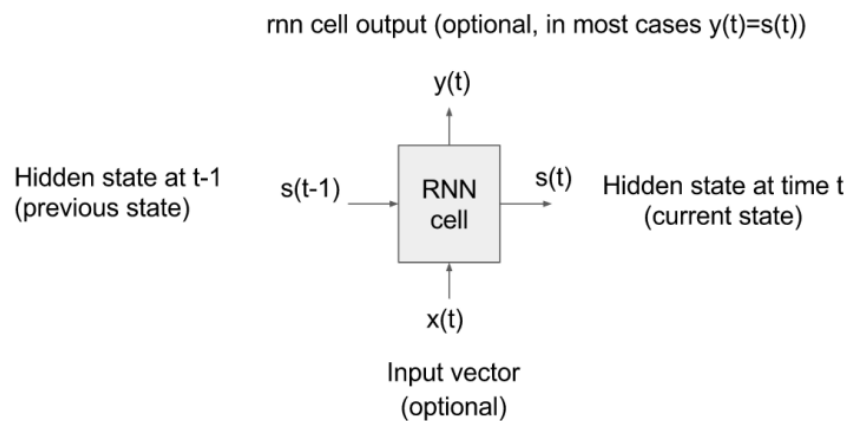 rnn cell output (optional, in most cases y(t)=s(t))
y(t)
Hidden state at t-1
(previous state)
s(t-1)
RNN
cell
s(t)
Hidden state at time t
(current state)
x(t)
Input vector
(optional)